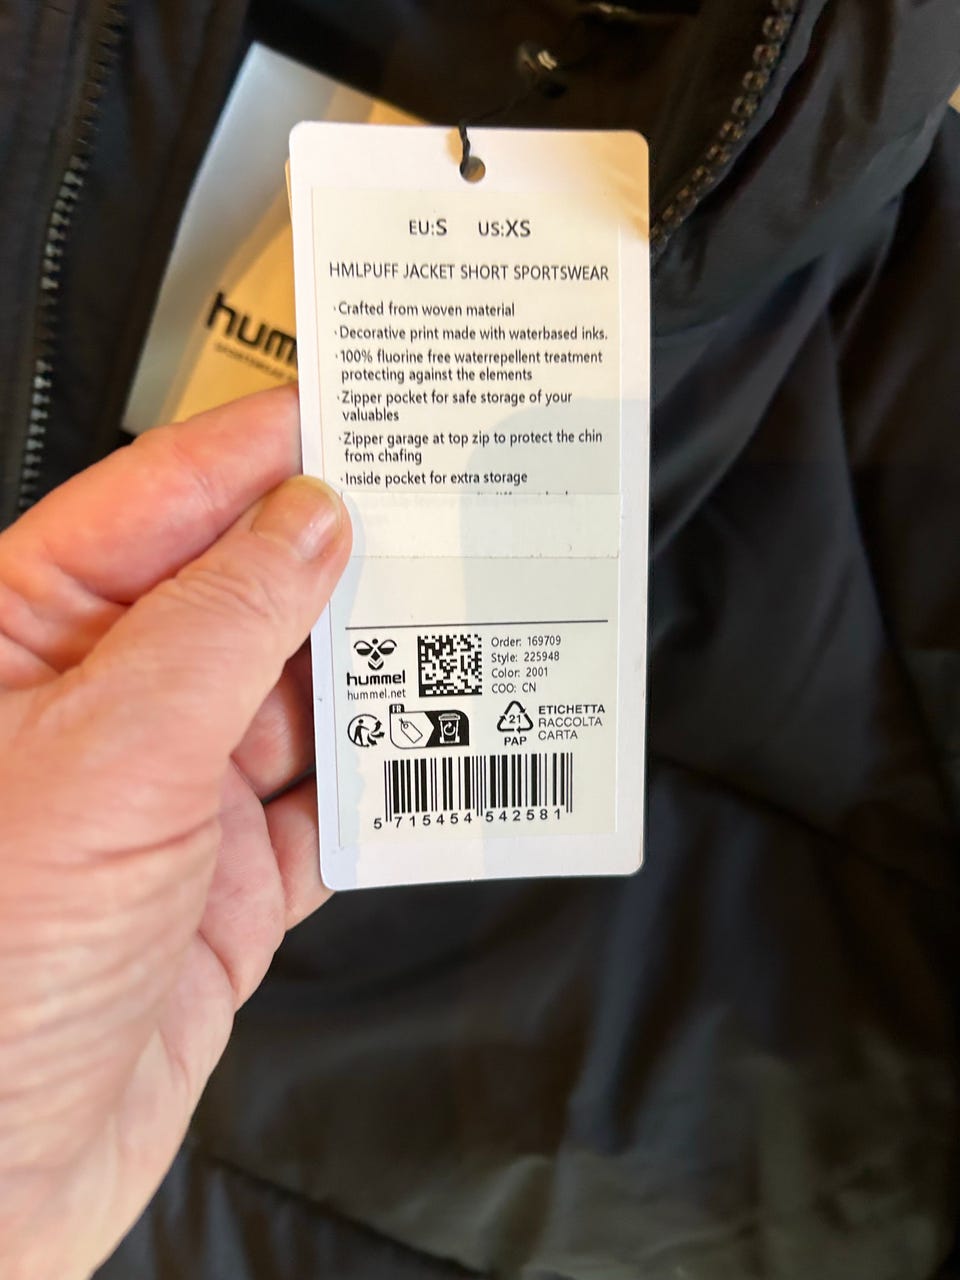 EU:S US:XS
HMLPUFF JACKET SHORT SPORTSWEAR
·Crafted from woven material
·Decorative print made with waterbased inks.
·100% fluorine free waterrepellent treatment
protecting against the elements
·Zipper pocket for safe storage of your
valuables
·Zipper garage at top zip to protect the chin
from chafing
·Inside pocket for extra storage
hummel
hummel.net
Order: 169709
Style: 225948
Color: 2001
COO: CN
FR
21
PAP
ETICHETTA
RACCOLTA
CARTA
5 715454 542581
hum